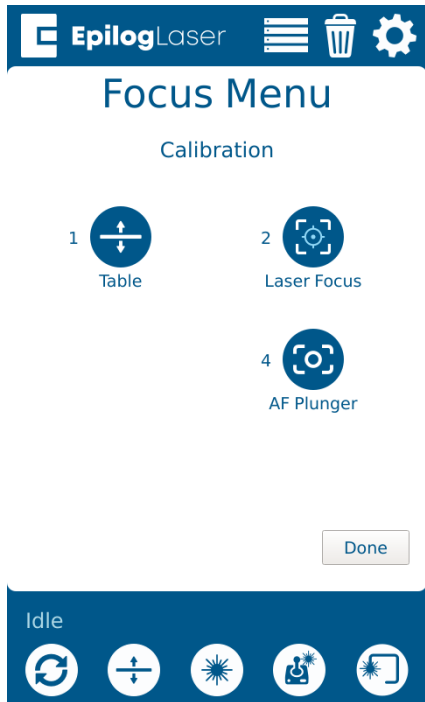 EpilogLaser
Focus Menu
Calibration
1
Table
2
Laser Focus
4
AF Plunger
Done
Idle